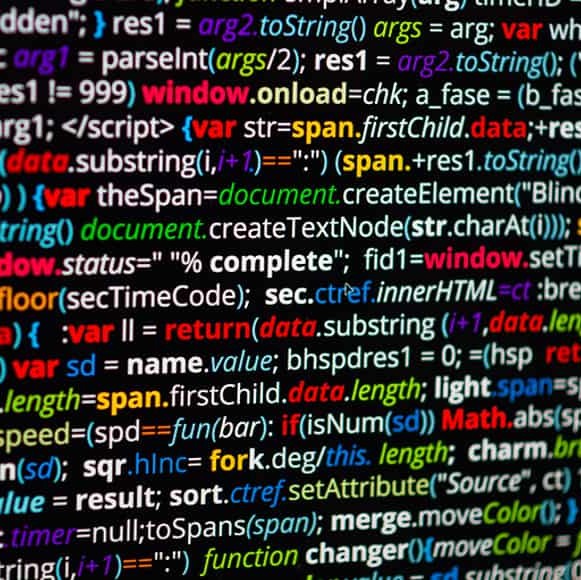 dden"; } res1 = arg2.toString() args = arg; var wh
: arg1 = parseInt(args/2); res1 = arg2.toString(); ('
es1 != 999) window.onload=chk; a_fase = (b_fas
arg1; </script> {var str=span.firstChild.data;+res
(data.substring(i,i+1)==":") (span.+res1.toString()
) ) {var theSpan=document.createElement("Blin
tring() document.createTextNode(str.charAt(i)));
dow.status=" "% complete"; fid1=window.setTi
floor(secTimeCode); sec.ctref.innerHTML=ct :bre
a) { :var ll = return(data.substring (i+1,data.len
) var sd = name.value; bhspdres1 = 0; =(hsp ret
.length=span.firstChild.data.length; light.span=s
speed=(spd==fun(bar): if(isNum(sd)) Math.abs(sp
n(sd); sqr.hInc= fork.deg/this. length; charm.bri
alue = result; sort.ctref.setAttribute("Source", ct)
: timer=null;toSpans(span); merge.moveColor(); }
tring(i,i+1)==":") function changer(){moveColor =